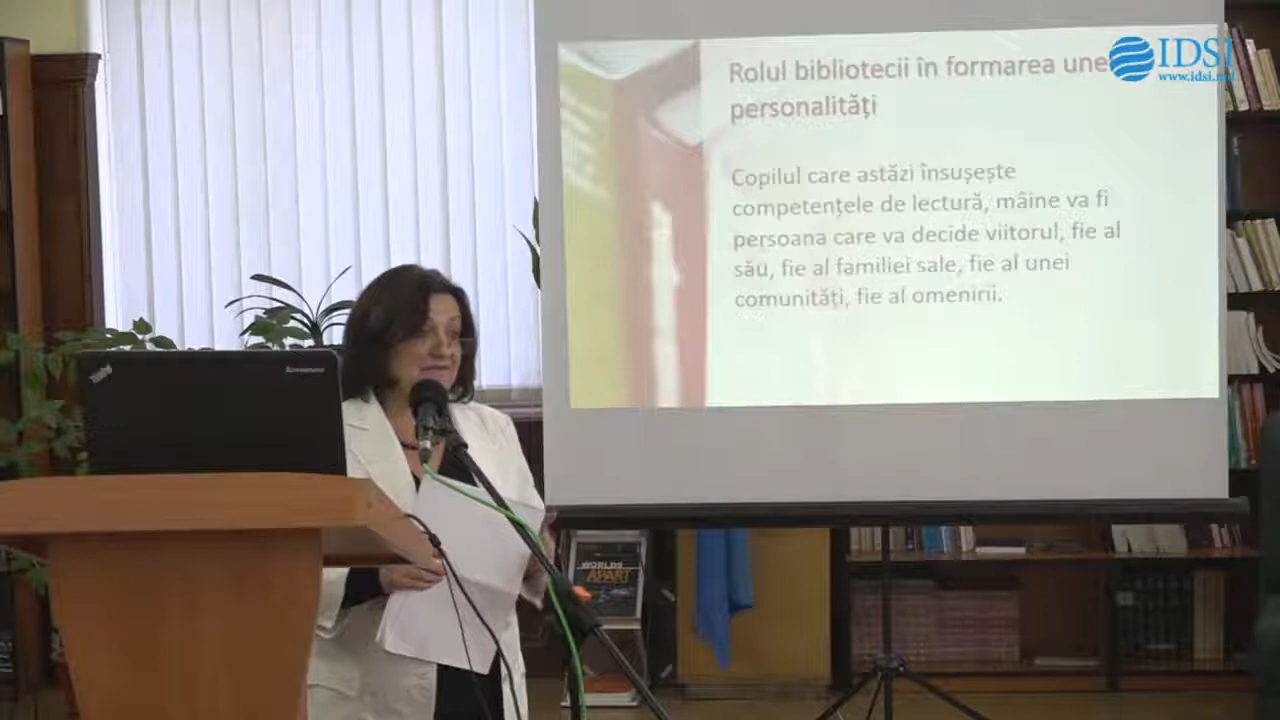 Rolul bibliotecii în formarea unei
personalități
Copilul care astăzi însușește
competențele de lectură, mâine va fi
persoana care va decide viitorul, fie al
său, fie al familiei sale, fie al unei
comunități, fie al omenirii.
IDSI
www.idsi.md
ThinkPad
lenovo
WORLDS
APART